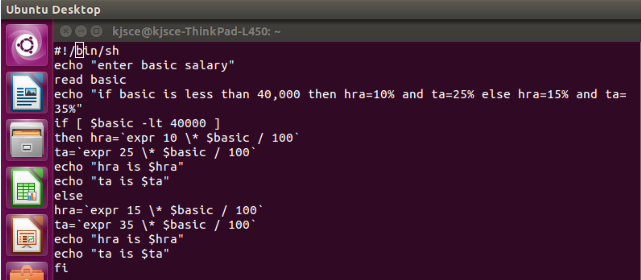 Ubuntu Desktop
kjsce@kjsce-ThinkPad-L450: ~
#!/bin/sh
echo "enter basic salary"
read basic
echo "if basic is less than 40,000 then hra=10% and ta=25% else hra=15% and ta=
35%"
if [ $basic -lt 40000 ]
then hra=`expr 10 \* $basic / 100`
ta=`expr 25 \* $basic / 100`
echo "hra is $hra"
echo "ta is $ta"
else
hra=`expr 15 \* $basic / 100`
ta=`expr 35 \* $basic / 100`
echo "hra is $hra"
echo "ta is $ta"
fi